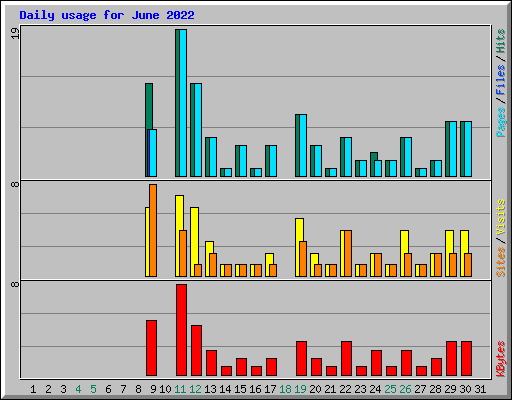 Daily usage for June 2022
19
8
8
Pages / Files / Hits
Sites / Visits
KBytes
1 2 3 4 5 6 7 8 9 10 11 12 13 14 15 16 17 18 19 20 21 22 23 24 25 26 27 28 29 30 31